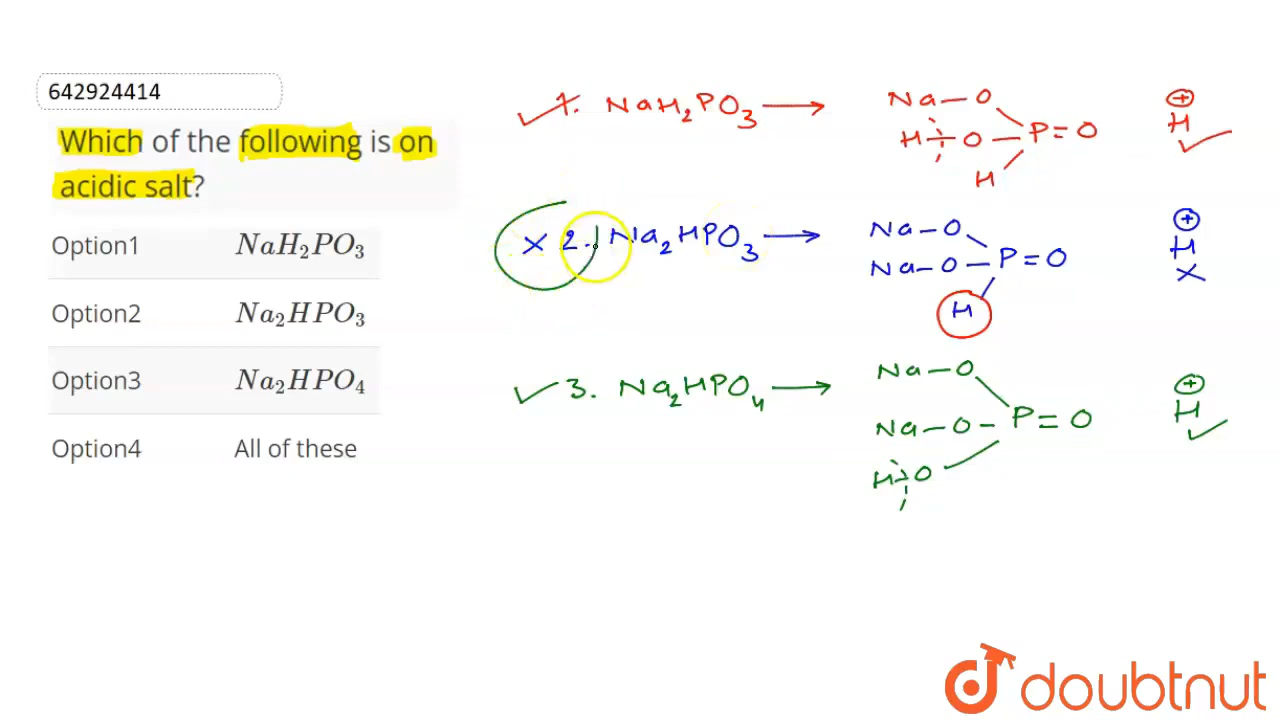 642924414
Which of the following is on
acidic salt?
Option1 NaH₂PO₃
Option2 Na₂HPO₃
Option3 Na₂HPO₄
Option4 All of these
✓ 1. NaH₂PO₃ →
Na–O
H–O–P=O
H
⊕
H
✓
✗ 2. Na₂HPO₃ →
Na–O
Na–O–P=O
H
⊕
H
✗
✓ 3. Na₂HPO₄ →
Na–O
Na–O–P=O
H–O
⊕
H
✓
doubtnut